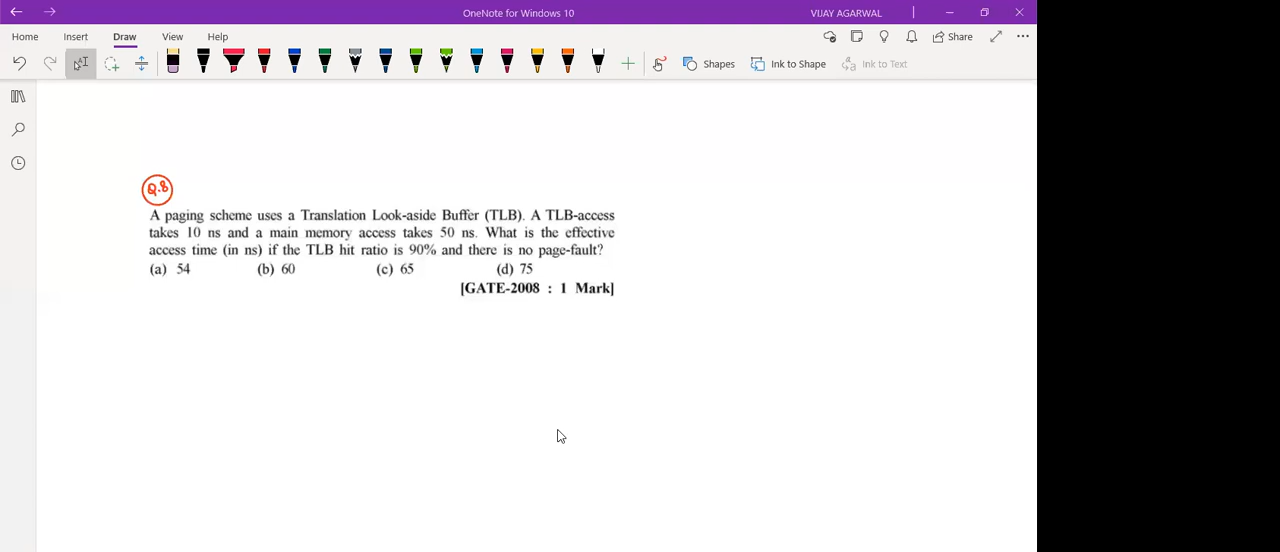 OneNote for Windows 10
VIJAY AGARWAL
Home Insert Draw View Help
Share
Shapes Ink to Shape Ink to Text
Q.8
A paging scheme uses a Translation Look-aside Buffer (TLB). A TLB-access
takes 10 ns and a main memory access takes 50 ns. What is the effective
access time (in ns) if the TLB hit ratio is 90% and there is no page-fault?
(a) 54 (b) 60 (c) 65 (d) 75
[GATE-2008 : 1 Mark]